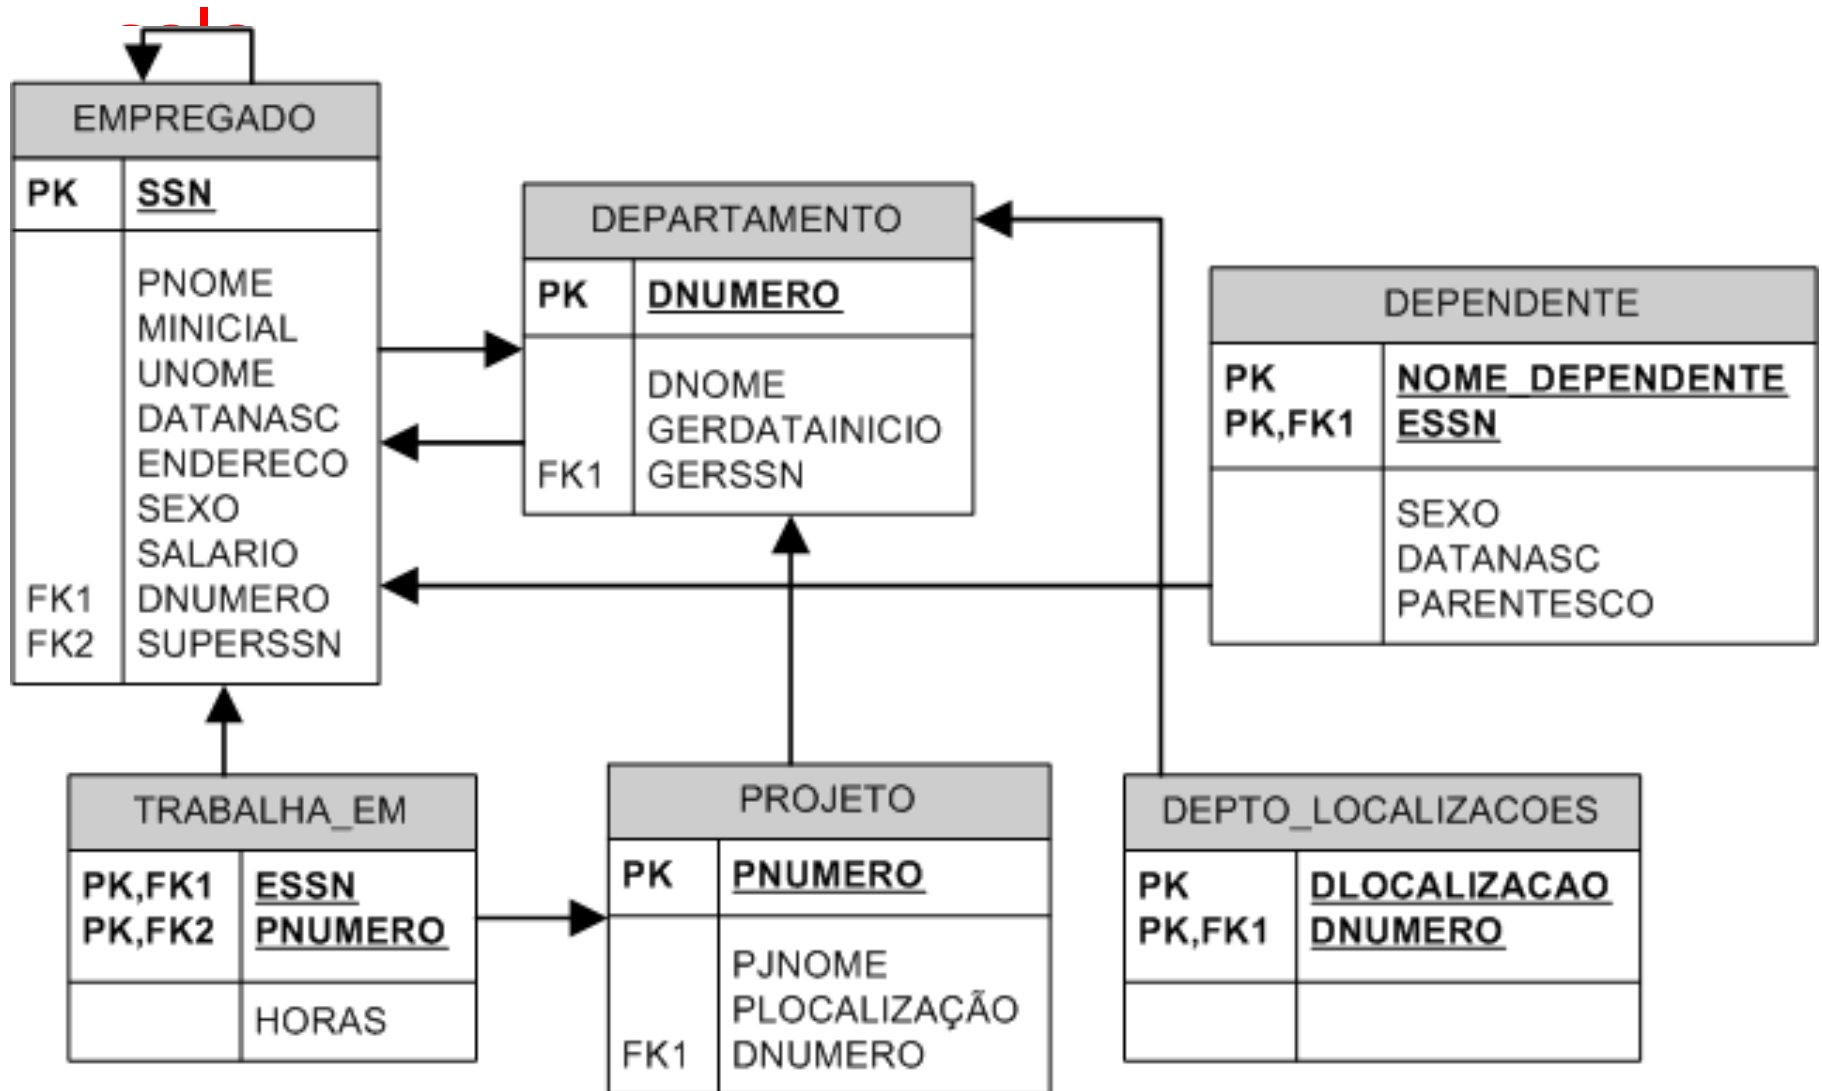 EMPREGADO
PK SSN
PNOME
MINICIAL
UNOME
DATANASC
ENDERECO
SEXO
SALARIO
FK1 DNUMERO
FK2 SUPERSSN
DEPARTAMENTO
PK DNUMERO
DNOME
GERDATAINICIO
FK1 GERSSN
DEPENDENTE
PK NOME_DEPENDENTE
PK,FK1 ESSN
SEXO
DATANASC
PARENTESCO
TRABALHA_EM
PK,FK1 ESSN
PK,FK2 PNUMERO
HORAS
PROJETO
PK PNUMERO
PJNOME
PLOCALIZAÇÃO
FK1 DNUMERO
DEPTO_LOCALIZACOES
PK DLOCALIZACAO
PK,FK1 DNUMERO